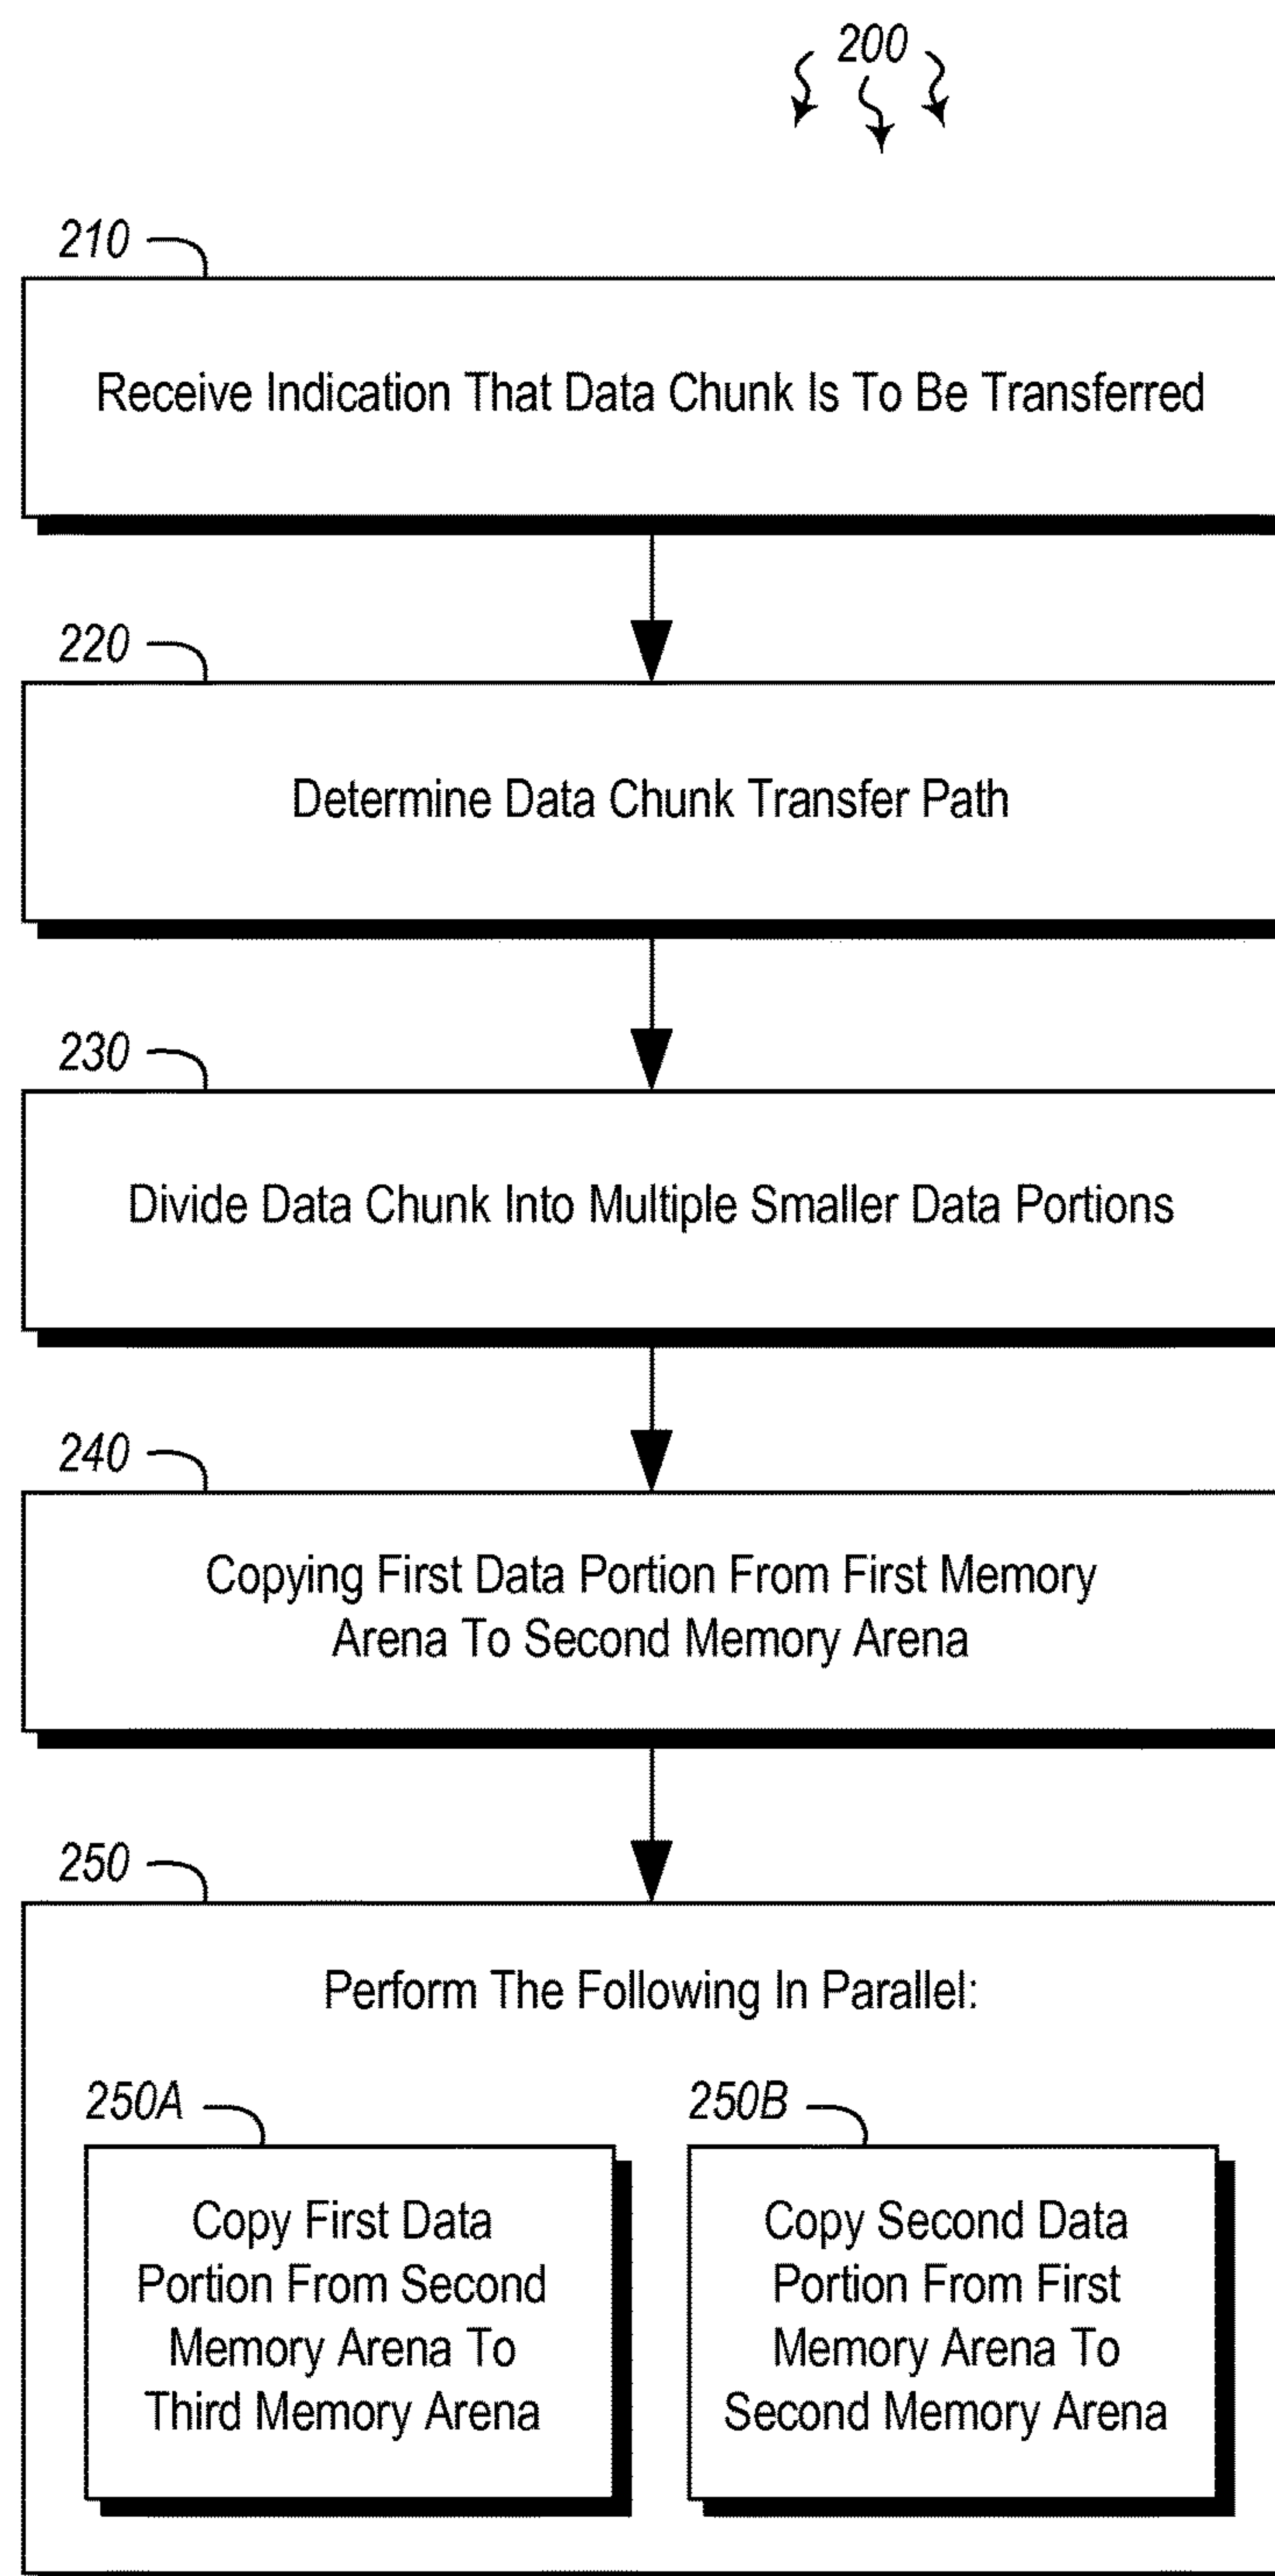 200
210
Receive Indication That Data Chunk Is To Be Transferred
220
Determine Data Chunk Transfer Path
230
Divide Data Chunk Into Multiple Smaller Data Portions
240
Copying First Data Portion From First Memory
Arena To Second Memory Arena
250
Perform The Following In Parallel:
250A
Copy First Data
Portion From Second
Memory Arena To
Third Memory Arena
250B
Copy Second Data
Portion From First
Memory Arena To
Second Memory Arena